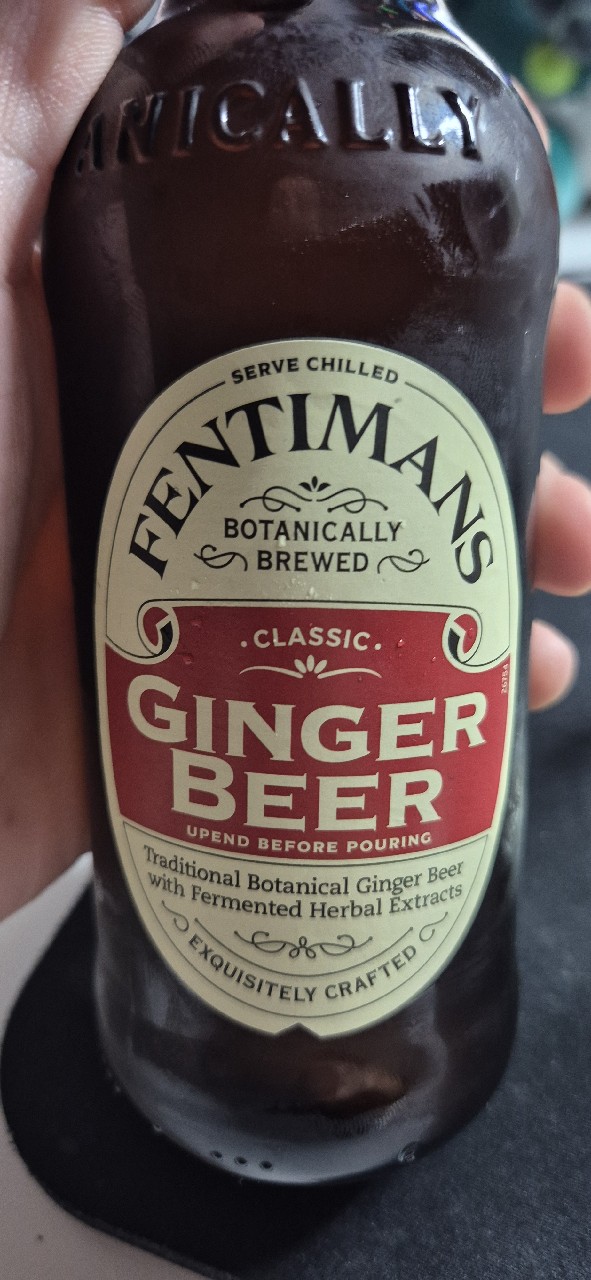 ANICALLY
SERVE CHILLED
FENTIMANS
BOTANICALLY
BREWED
.CLASSIC.
GINGER
BEER
UPEND BEFORE POURING
Traditional Botanical Ginger Beer
with Fermented Herbal Extracts
EXQUISITELY CRAFTED